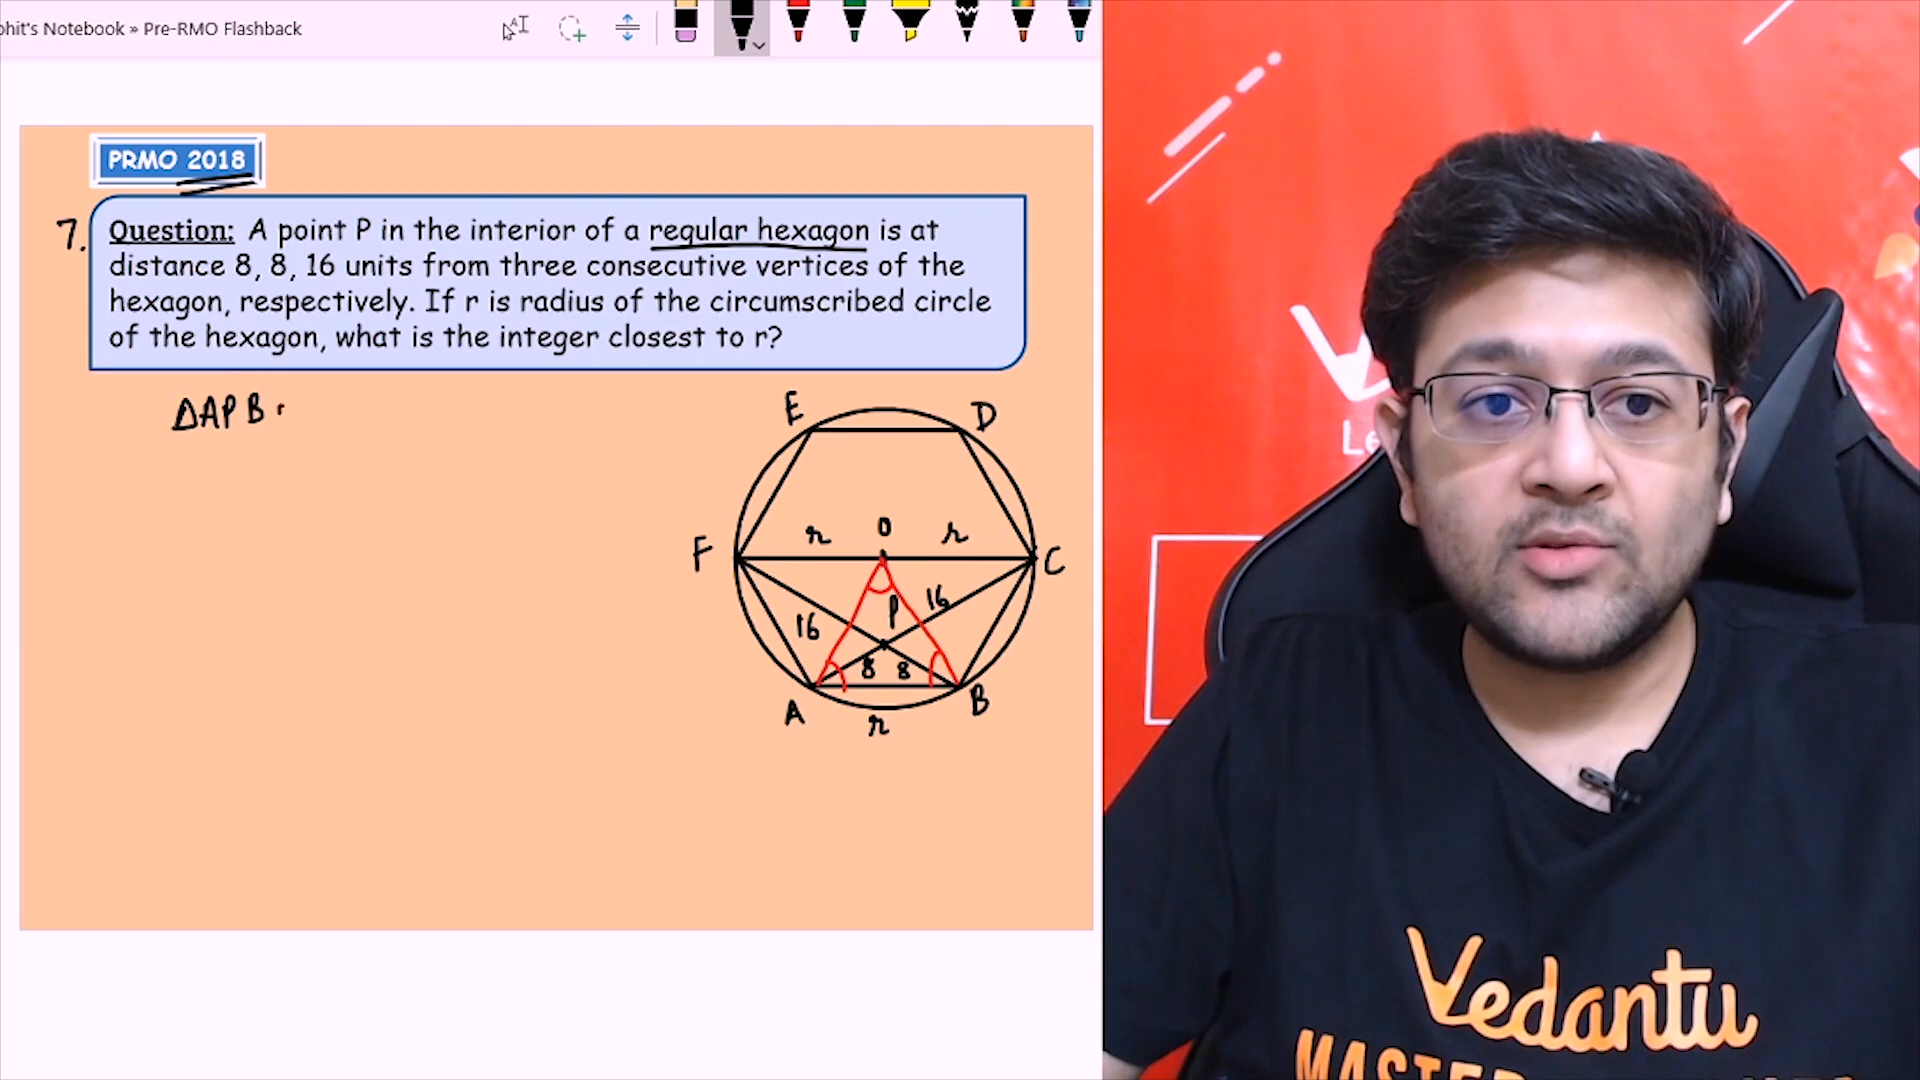 ohit's Notebook » Pre-RMO Flashback
PRMO 2018
7.
Question: A point P in the interior of a regular hexagon is at
distance 8, 8, 16 units from three consecutive vertices of the
hexagon, respectively. If r is radius of the circumscribed circle
of the hexagon, what is the integer closest to r?
ΔAPB
E
D
r
O
r
F
C
16
P
16
8
8
A
B
r
Le
Vedantu